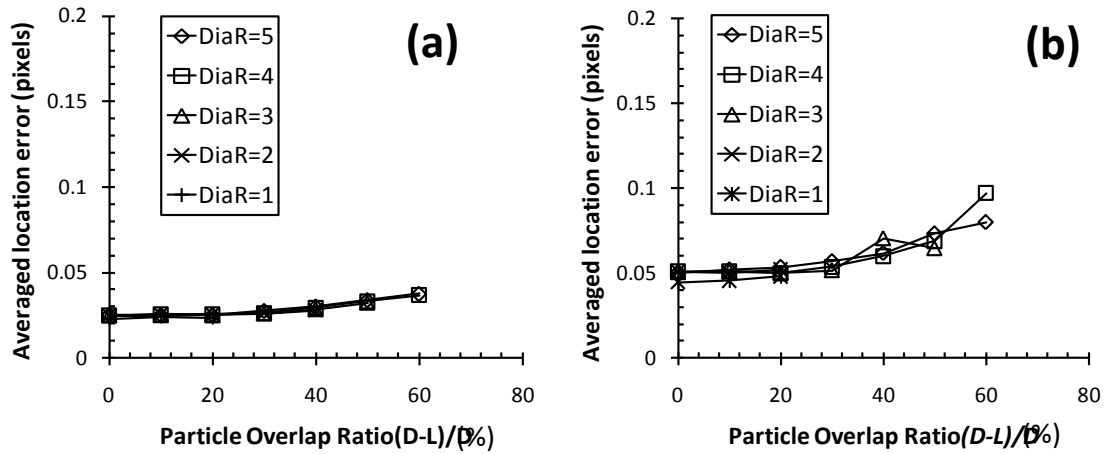 (a)
Averaged location error (pixels)
0.2
0.15
0.1
0.05
0
DiaR=5
DiaR=4
DiaR=3
DiaR=2
DiaR=1
0 20 40 60 80
Particle Overlap Ratio(D-L)/D(%)
(b)
Averaged location error (pixels)
0.2
0.15
0.1
0.05
0
DiaR=5
DiaR=4
DiaR=3
DiaR=2
DiaR=1
0 20 40 60 80
Particle Overlap Ratio(D-L)/D(%)